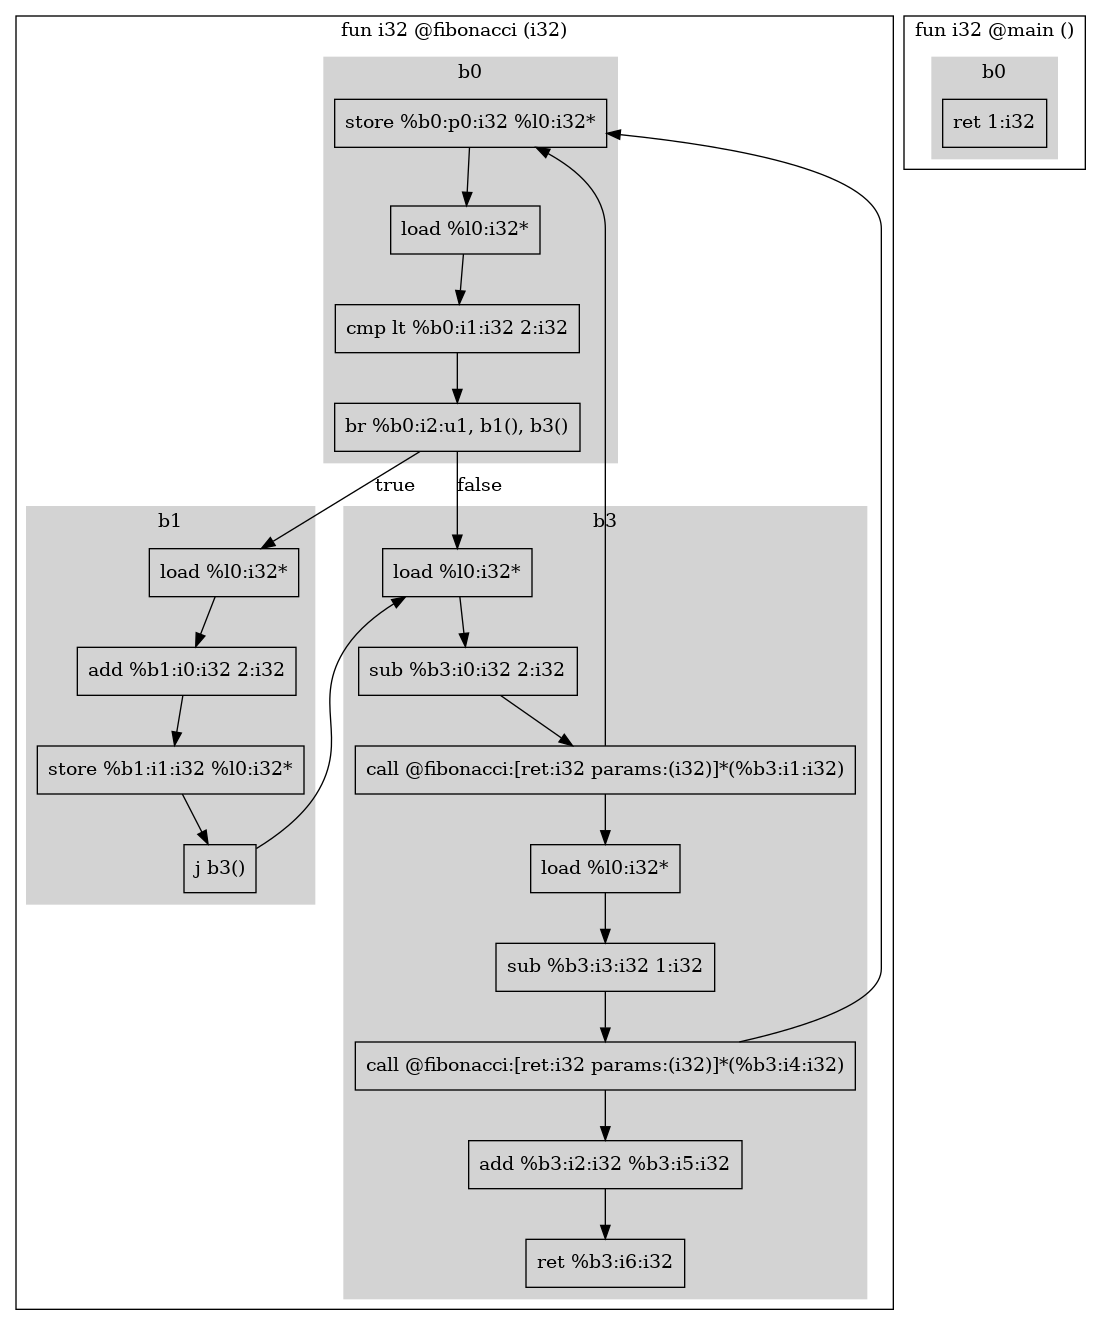 fun i32 @fibonacci (i32)
b0
store %b0:p0:i32 %l0:i32*
load %l0:i32*
cmp lt %b0:i1:i32 2:i32
br %b0:i2:u1, b1(), b3()
true
false
b1
load %l0:i32*
add %b1:i0:i32 2:i32
store %b1:i1:i32 %l0:i32*
j b3()
b3
load %l0:i32*
sub %b3:i0:i32 2:i32
call @fibonacci:[ret:i32 params:(i32)]*(%b3:i1:i32)
load %l0:i32*
sub %b3:i3:i32 1:i32
call @fibonacci:[ret:i32 params:(i32)]*(%b3:i4:i32)
add %b3:i2:i32 %b3:i5:i32
ret %b3:i6:i32
fun i32 @main ()
b0
ret 1:i32